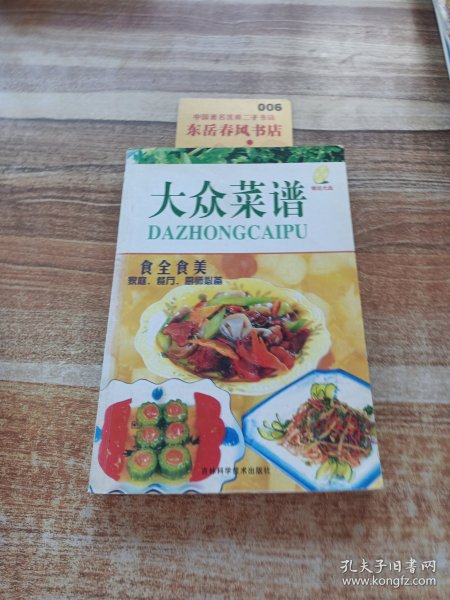 006
中国著名连锁二手书店
东岳春风书店
大众菜谱
DAZHONGCAIPU
食全食美
家庭、餐厅、厨师必备
吉林科学技术出版社
孔夫子旧书网
www.kongfz.com